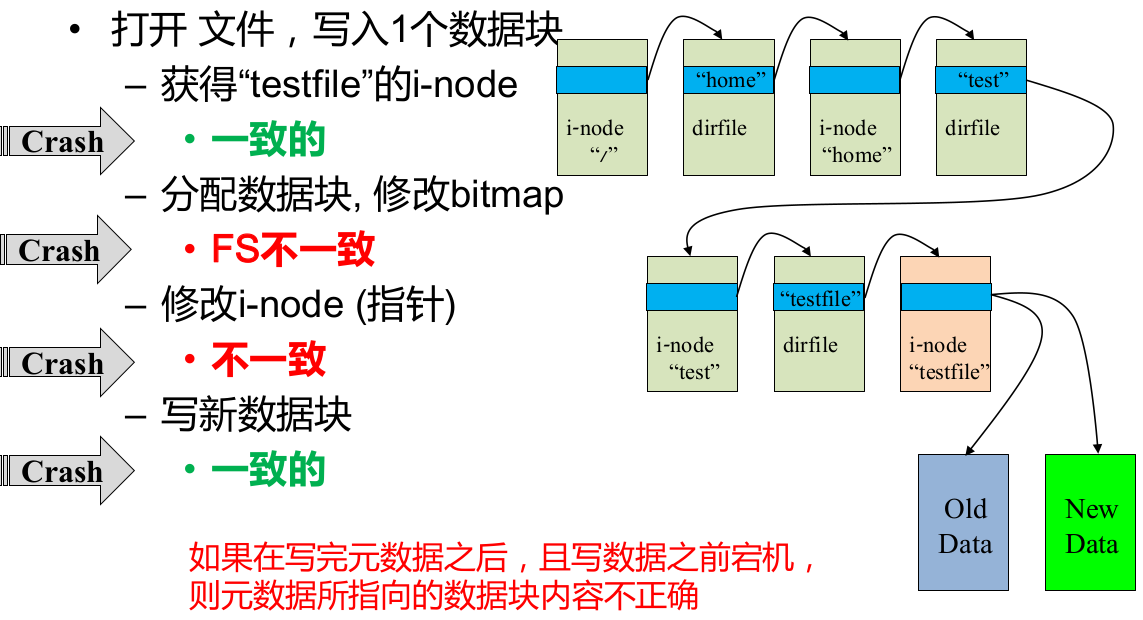 • 打开 文件，写入1个数据块
– 获得“testfile”的i-node
Crash
• 一致的
– 分配数据块, 修改bitmap
Crash
• FS不一致
– 修改i-node (指针)
Crash
• 不一致
– 写新数据块
Crash
• 一致的
如果在写完元数据之后，且写数据之前宕机，
则元数据所指向的数据块内容不正确
i-node
“/”
“home”
dirfile
i-node
“home”
“test”
dirfile
i-node
“test”
“testfile”
dirfile
i-node
“testfile”
Old
Data
New
Data